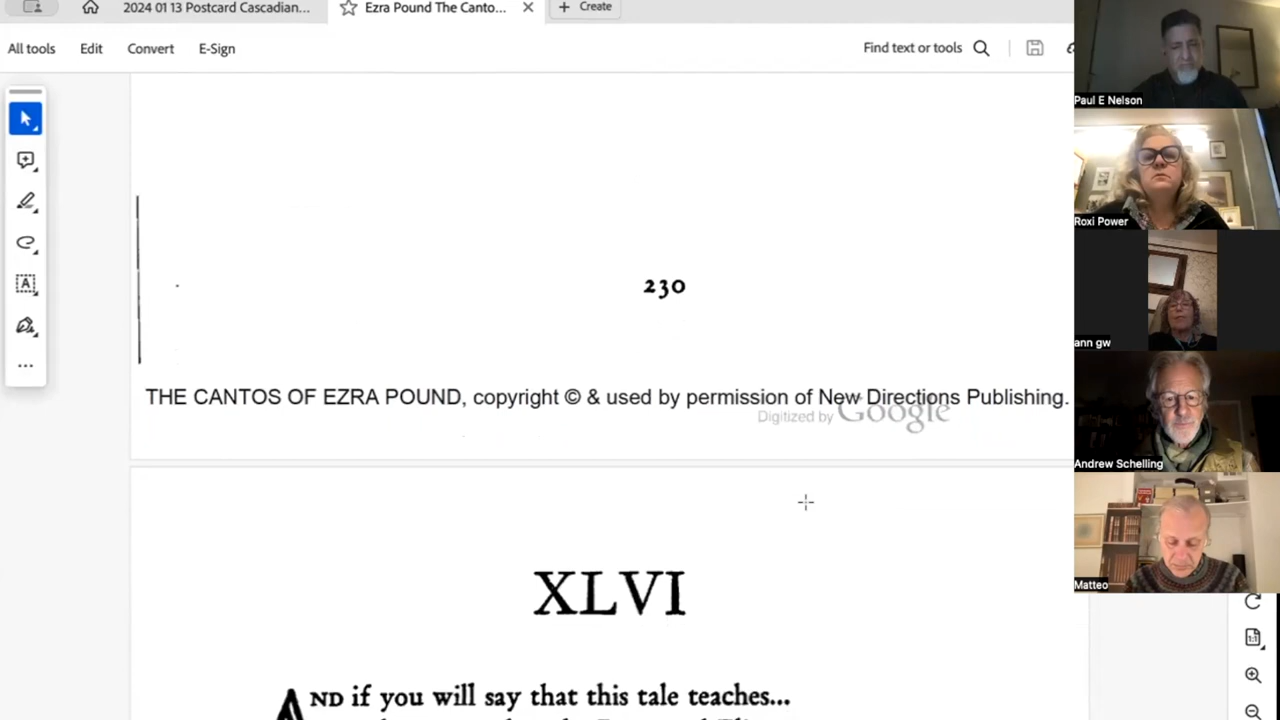 2024 01 13 Postcard Cascadian...
Ezra Pound The Canto...
Create
All tools
Edit
Convert
E-Sign
Find text or tools
230
THE CANTOS OF EZRA POUND, copyright © & used by permission of New Directions Publishing.
Digitized by Google
XLVI
AND if you will say that this tale teaches...
Paul E Nelson
Roxi Power
ann gw
Andrew Schelling
Matteo